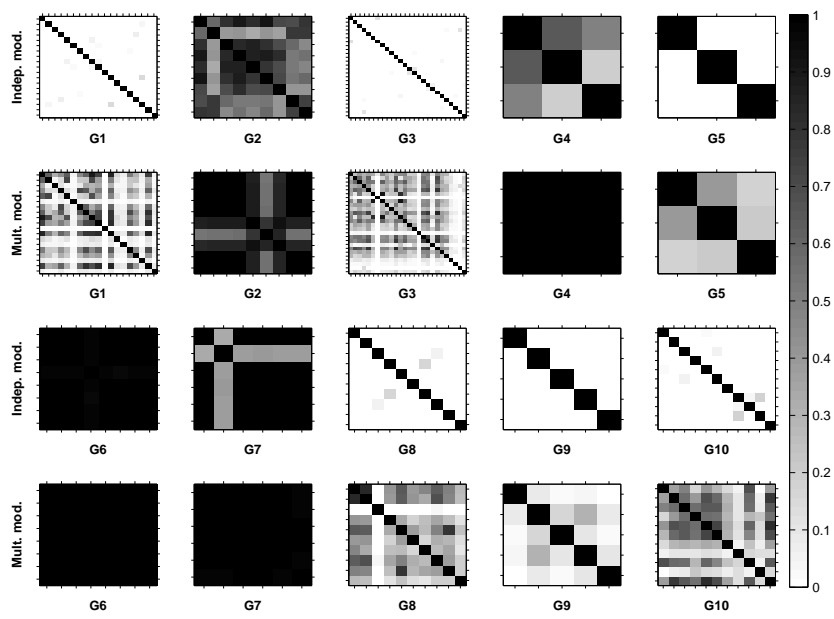 Indep. mod.
G1 G2 G3 G4 G5
Mult. mod.
G1 G2 G3 G4 G5
Indep. mod.
G6 G7 G8 G9 G10
Mult. mod.
G6 G7 G8 G9 G10
1
0.9
0.8
0.7
0.6
0.5
0.4
0.3
0.2
0.1
0